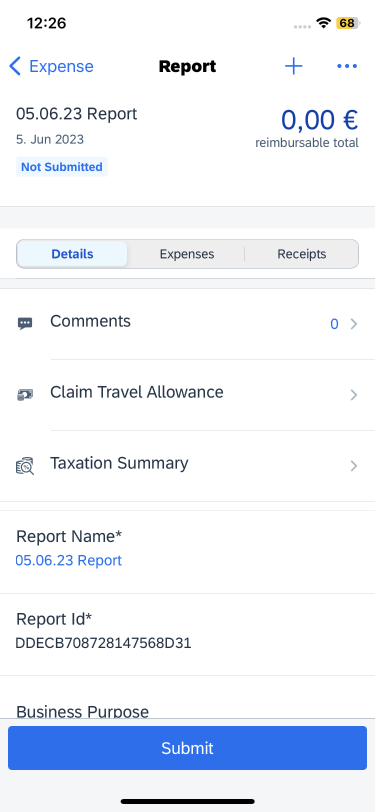 12:26
68
Expense
Report
05.06.23 Report
0,00 €
5. Jun 2023
reimbursable total
Not Submitted
Details
Expenses
Receipts
Comments
0
Claim Travel Allowance
Taxation Summary
Report Name*
05.06.23 Report
Report Id*
DDECB708728147568D31
Business Purpose
Submit